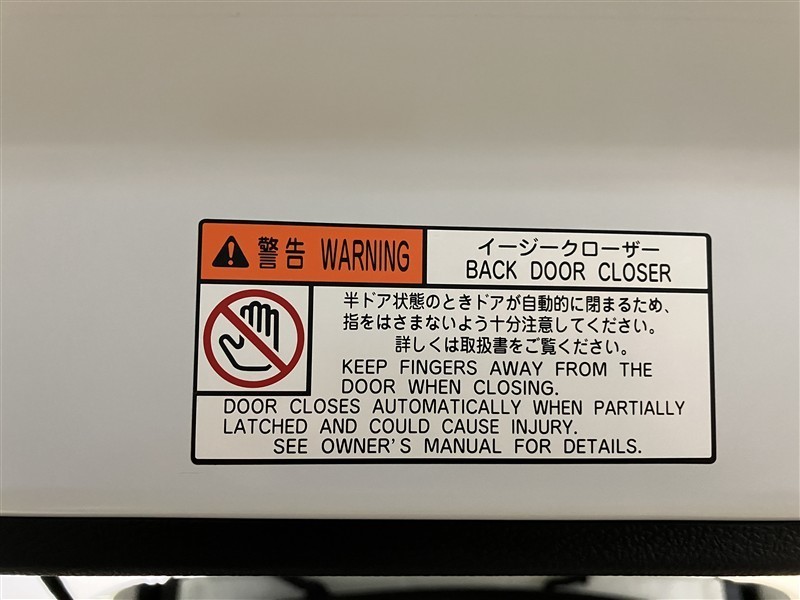 警告 WARNING
イージークローザー
BACK DOOR CLOSER
半ドア状態のときドアが自動的に閉まるため、
指をはさまないよう十分注意してください。
詳しくは取扱書をご覧ください。
KEEP FINGERS AWAY FROM THE
DOOR WHEN CLOSING.
DOOR CLOSES AUTOMATICALLY WHEN PARTIALLY
LATCHED AND COULD CAUSE INJURY.
SEE OWNER'S MANUAL FOR DETAILS.